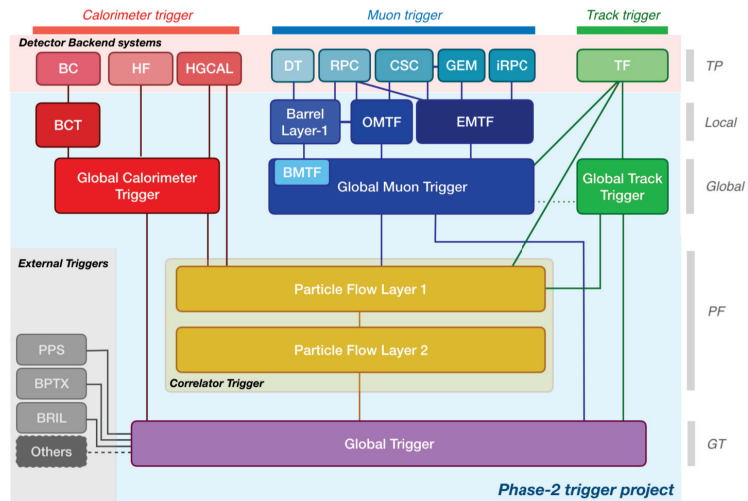 Calorimeter trigger
Muon trigger
Track trigger
Detector Backend systems
BC
HF
HGCAL
DT
RPC
CSC
GEM
iRPC
TF
TP
BCT
Barrel
Layer-1
OMTF
EMTF
Local
Global Calorimeter
Trigger
BMTF
Global Muon Trigger
Global Track
Trigger
Global
External Triggers
Particle Flow Layer 1
PF
Particle Flow Layer 2
Correlator Trigger
PPS
BPTX
BRIL
Others
Global Trigger
GT
Phase-2 trigger project